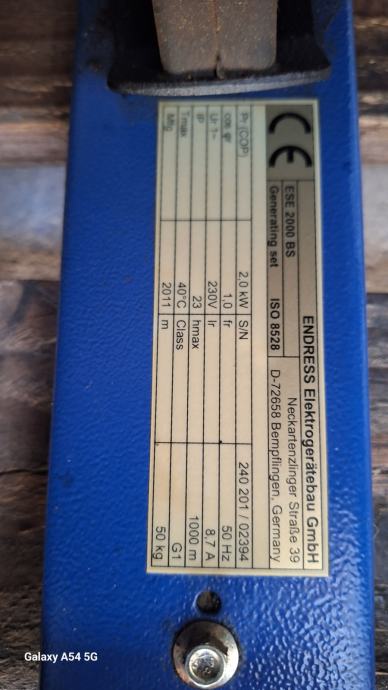 CE
ENDRESS Elektrogerätebau GmbH
Neckartenzlinger Straße 39
D-72658 Bempflingen, Germany
ESE 2000 BS
Generating set ISO 8528
Pr (COP) 2,0 kW S/N 240 201 / 02394
cos φr 1,0 fr 50 Hz
Ur 1~ 230V Ir 8,7 A
IP 23 hmax 1000 m
Tmax 40°C Class G1
Mfg 2011 m 50 kg
Galaxy A54 5G